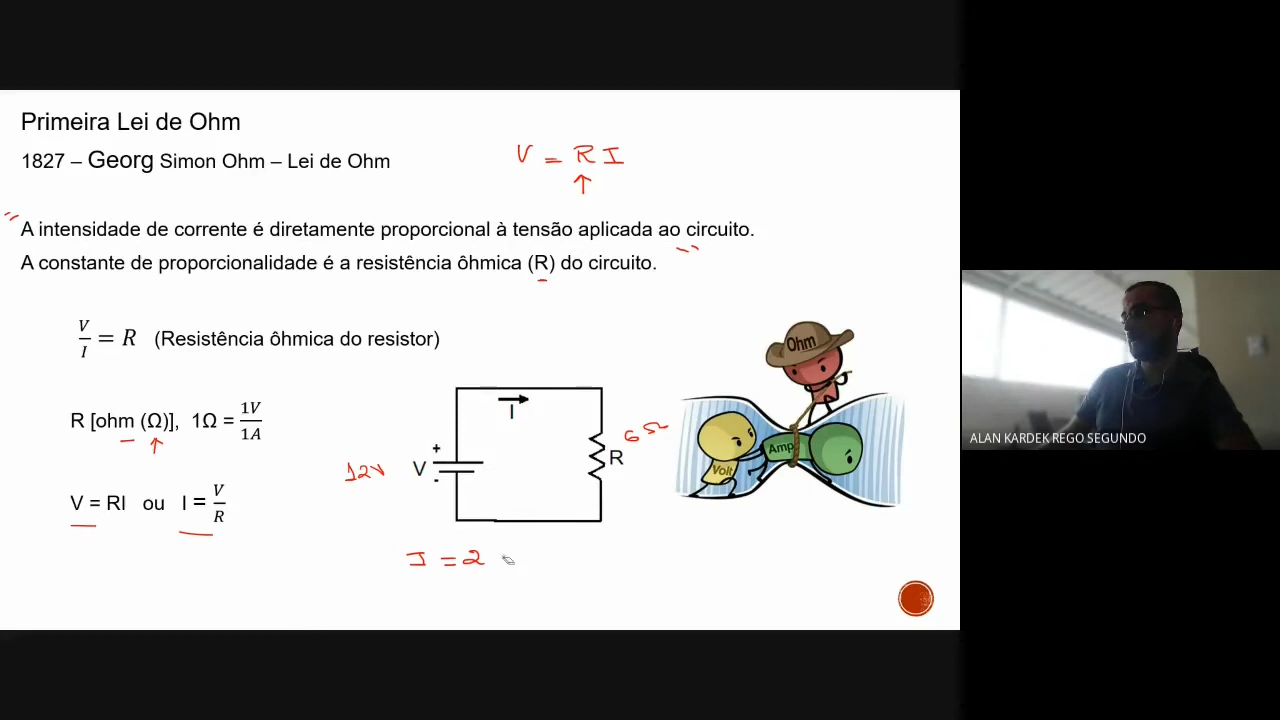 Primeira Lei de Ohm
1827 – Georg Simon Ohm – Lei de Ohm
V = R I
"A intensidade de corrente é diretamente proporcional à tensão aplicada ao circuito.
A constante de proporcionalidade é a resistência ôhmica (R) do circuito."
V/I = R (Resistência ôhmica do resistor)
R [ohm (Ω)], 1Ω = 1V/1A
V = RI ou I = V/R
I
+
12V V
-
6Ω
R
I = 2
Ohm
Volt
Amp
ALAN KARDEK REGO SEGUNDO